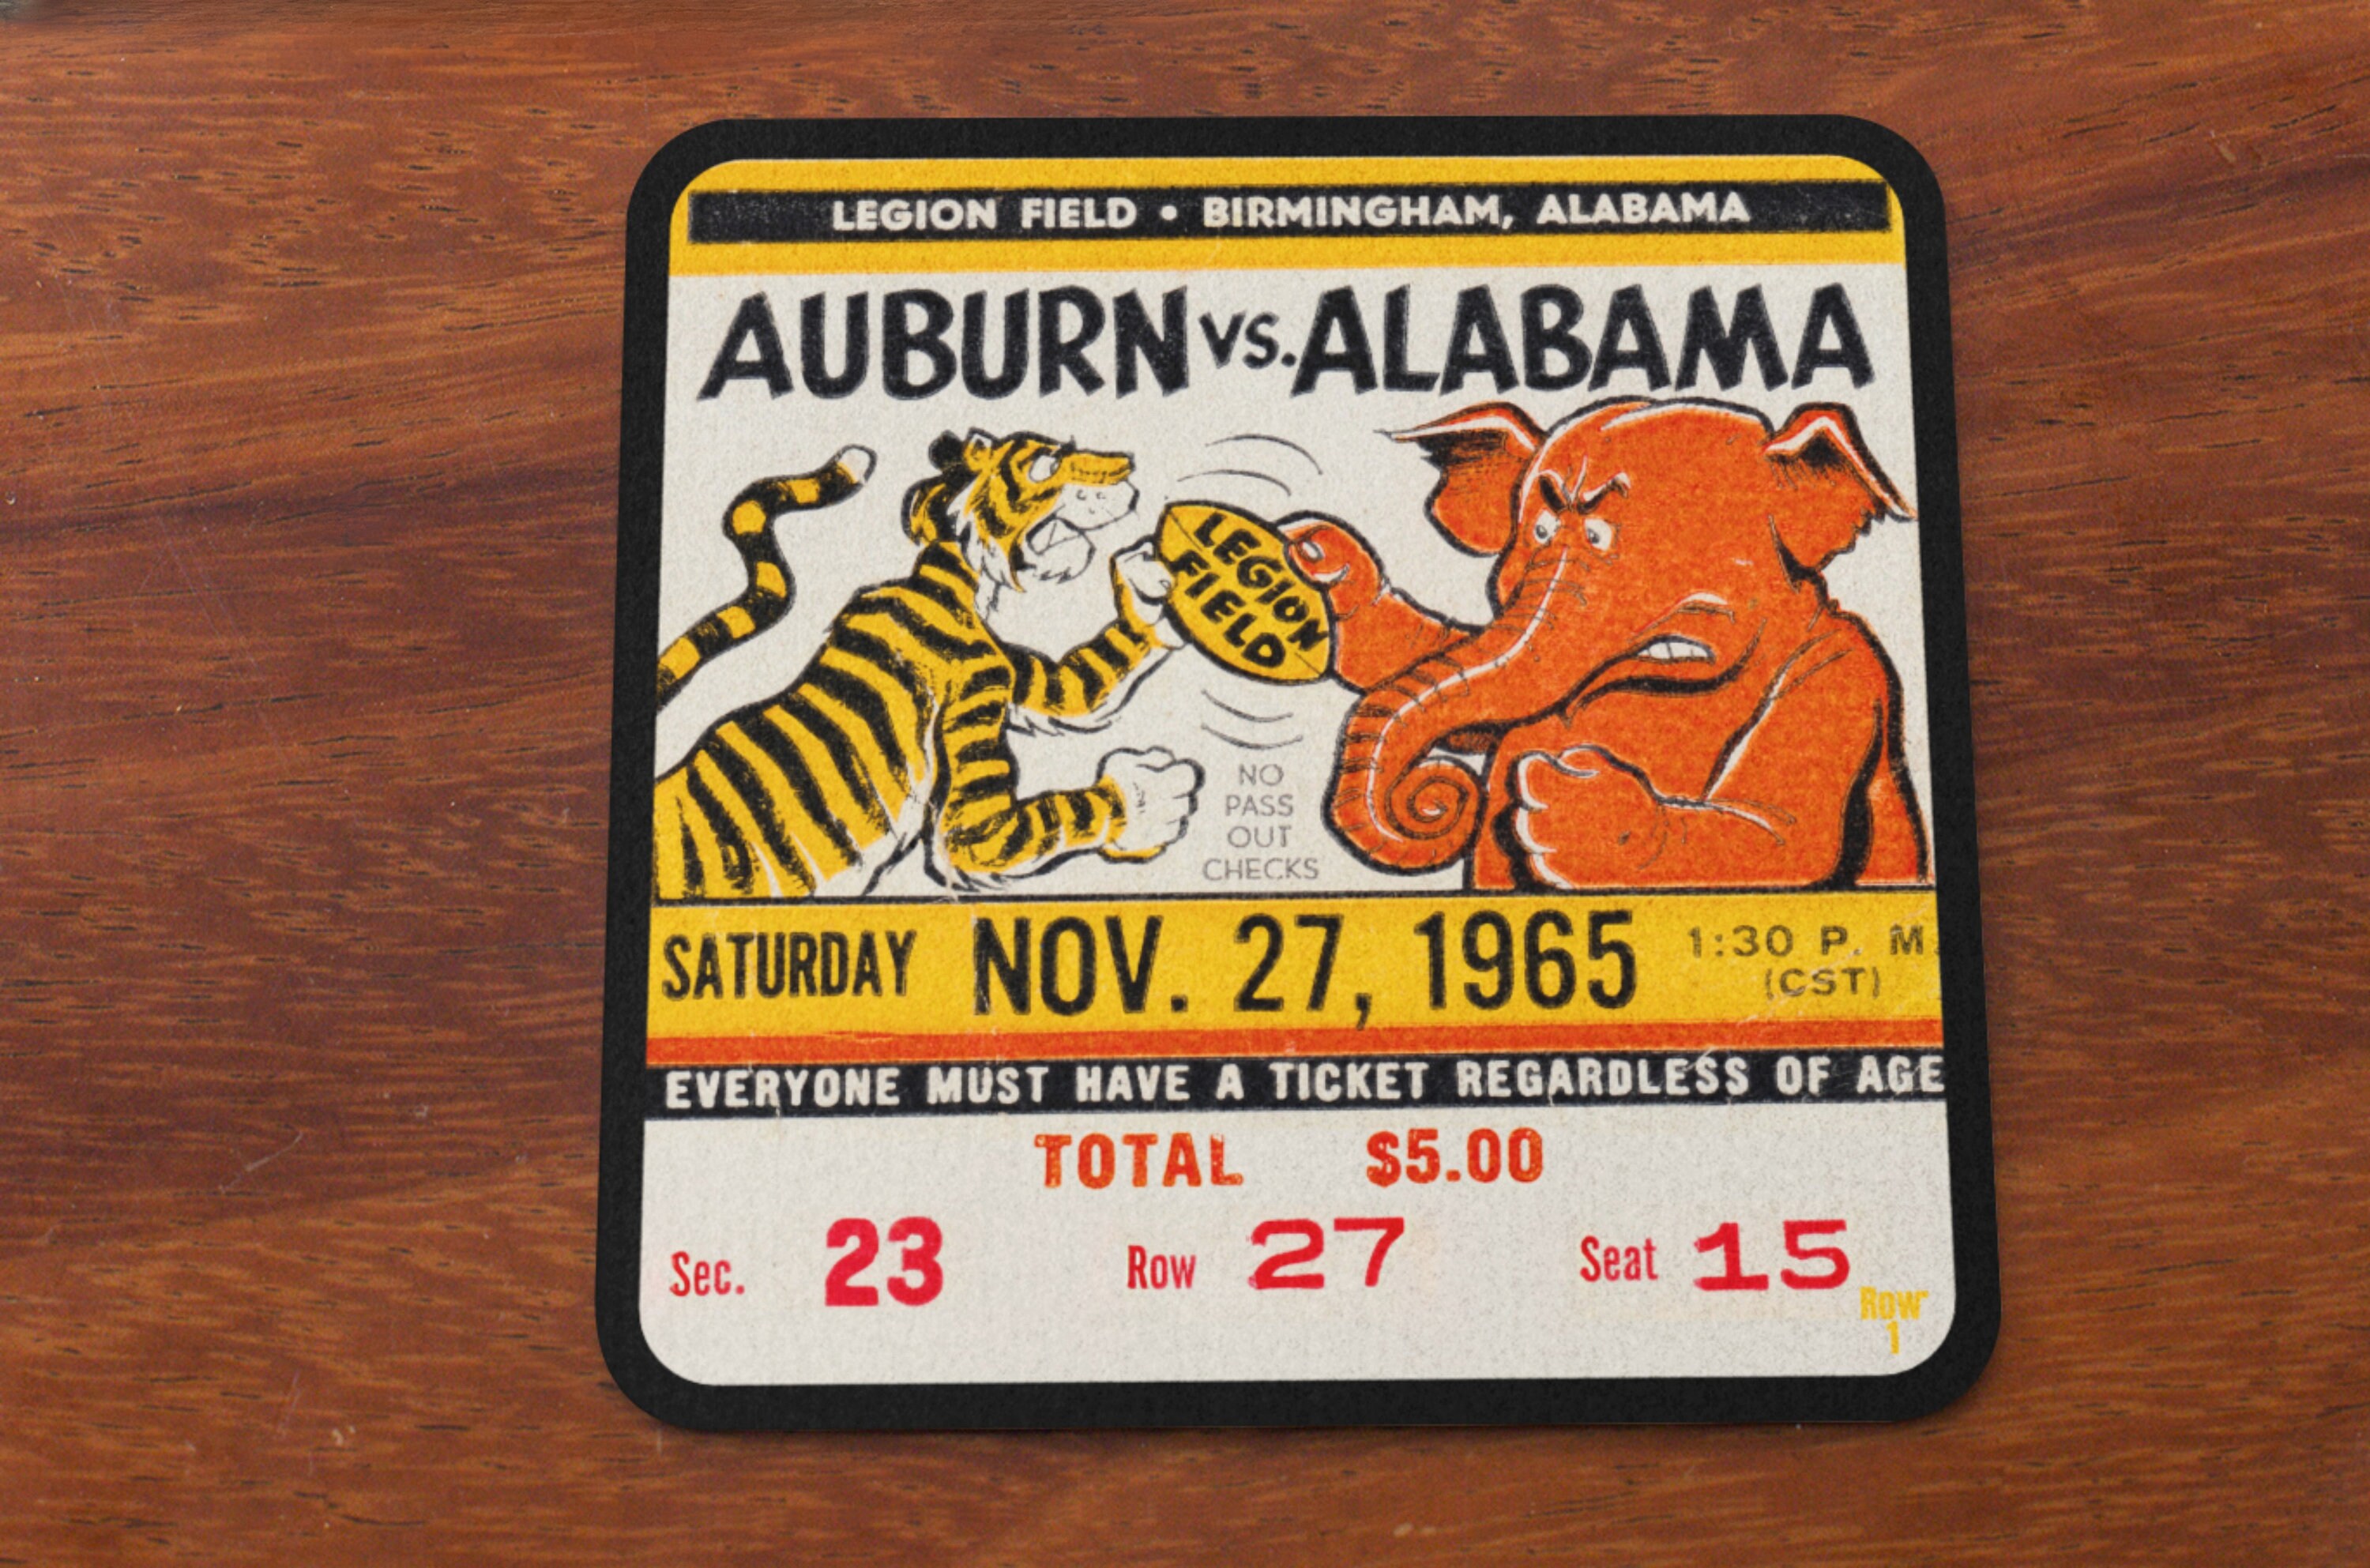 LEGION FIELD • BIRMINGHAM, ALABAMA
AUBURN VS. ALABAMA
LEGION
FIELD
NO
PASS
OUT
CHECKS
SATURDAY NOV. 27, 1965 1:30 P. M.
(CST)
EVERYONE MUST HAVE A TICKET REGARDLESS OF AGE
TOTAL $5.00
Sec. 23 Row 27 Seat 15
Row
1